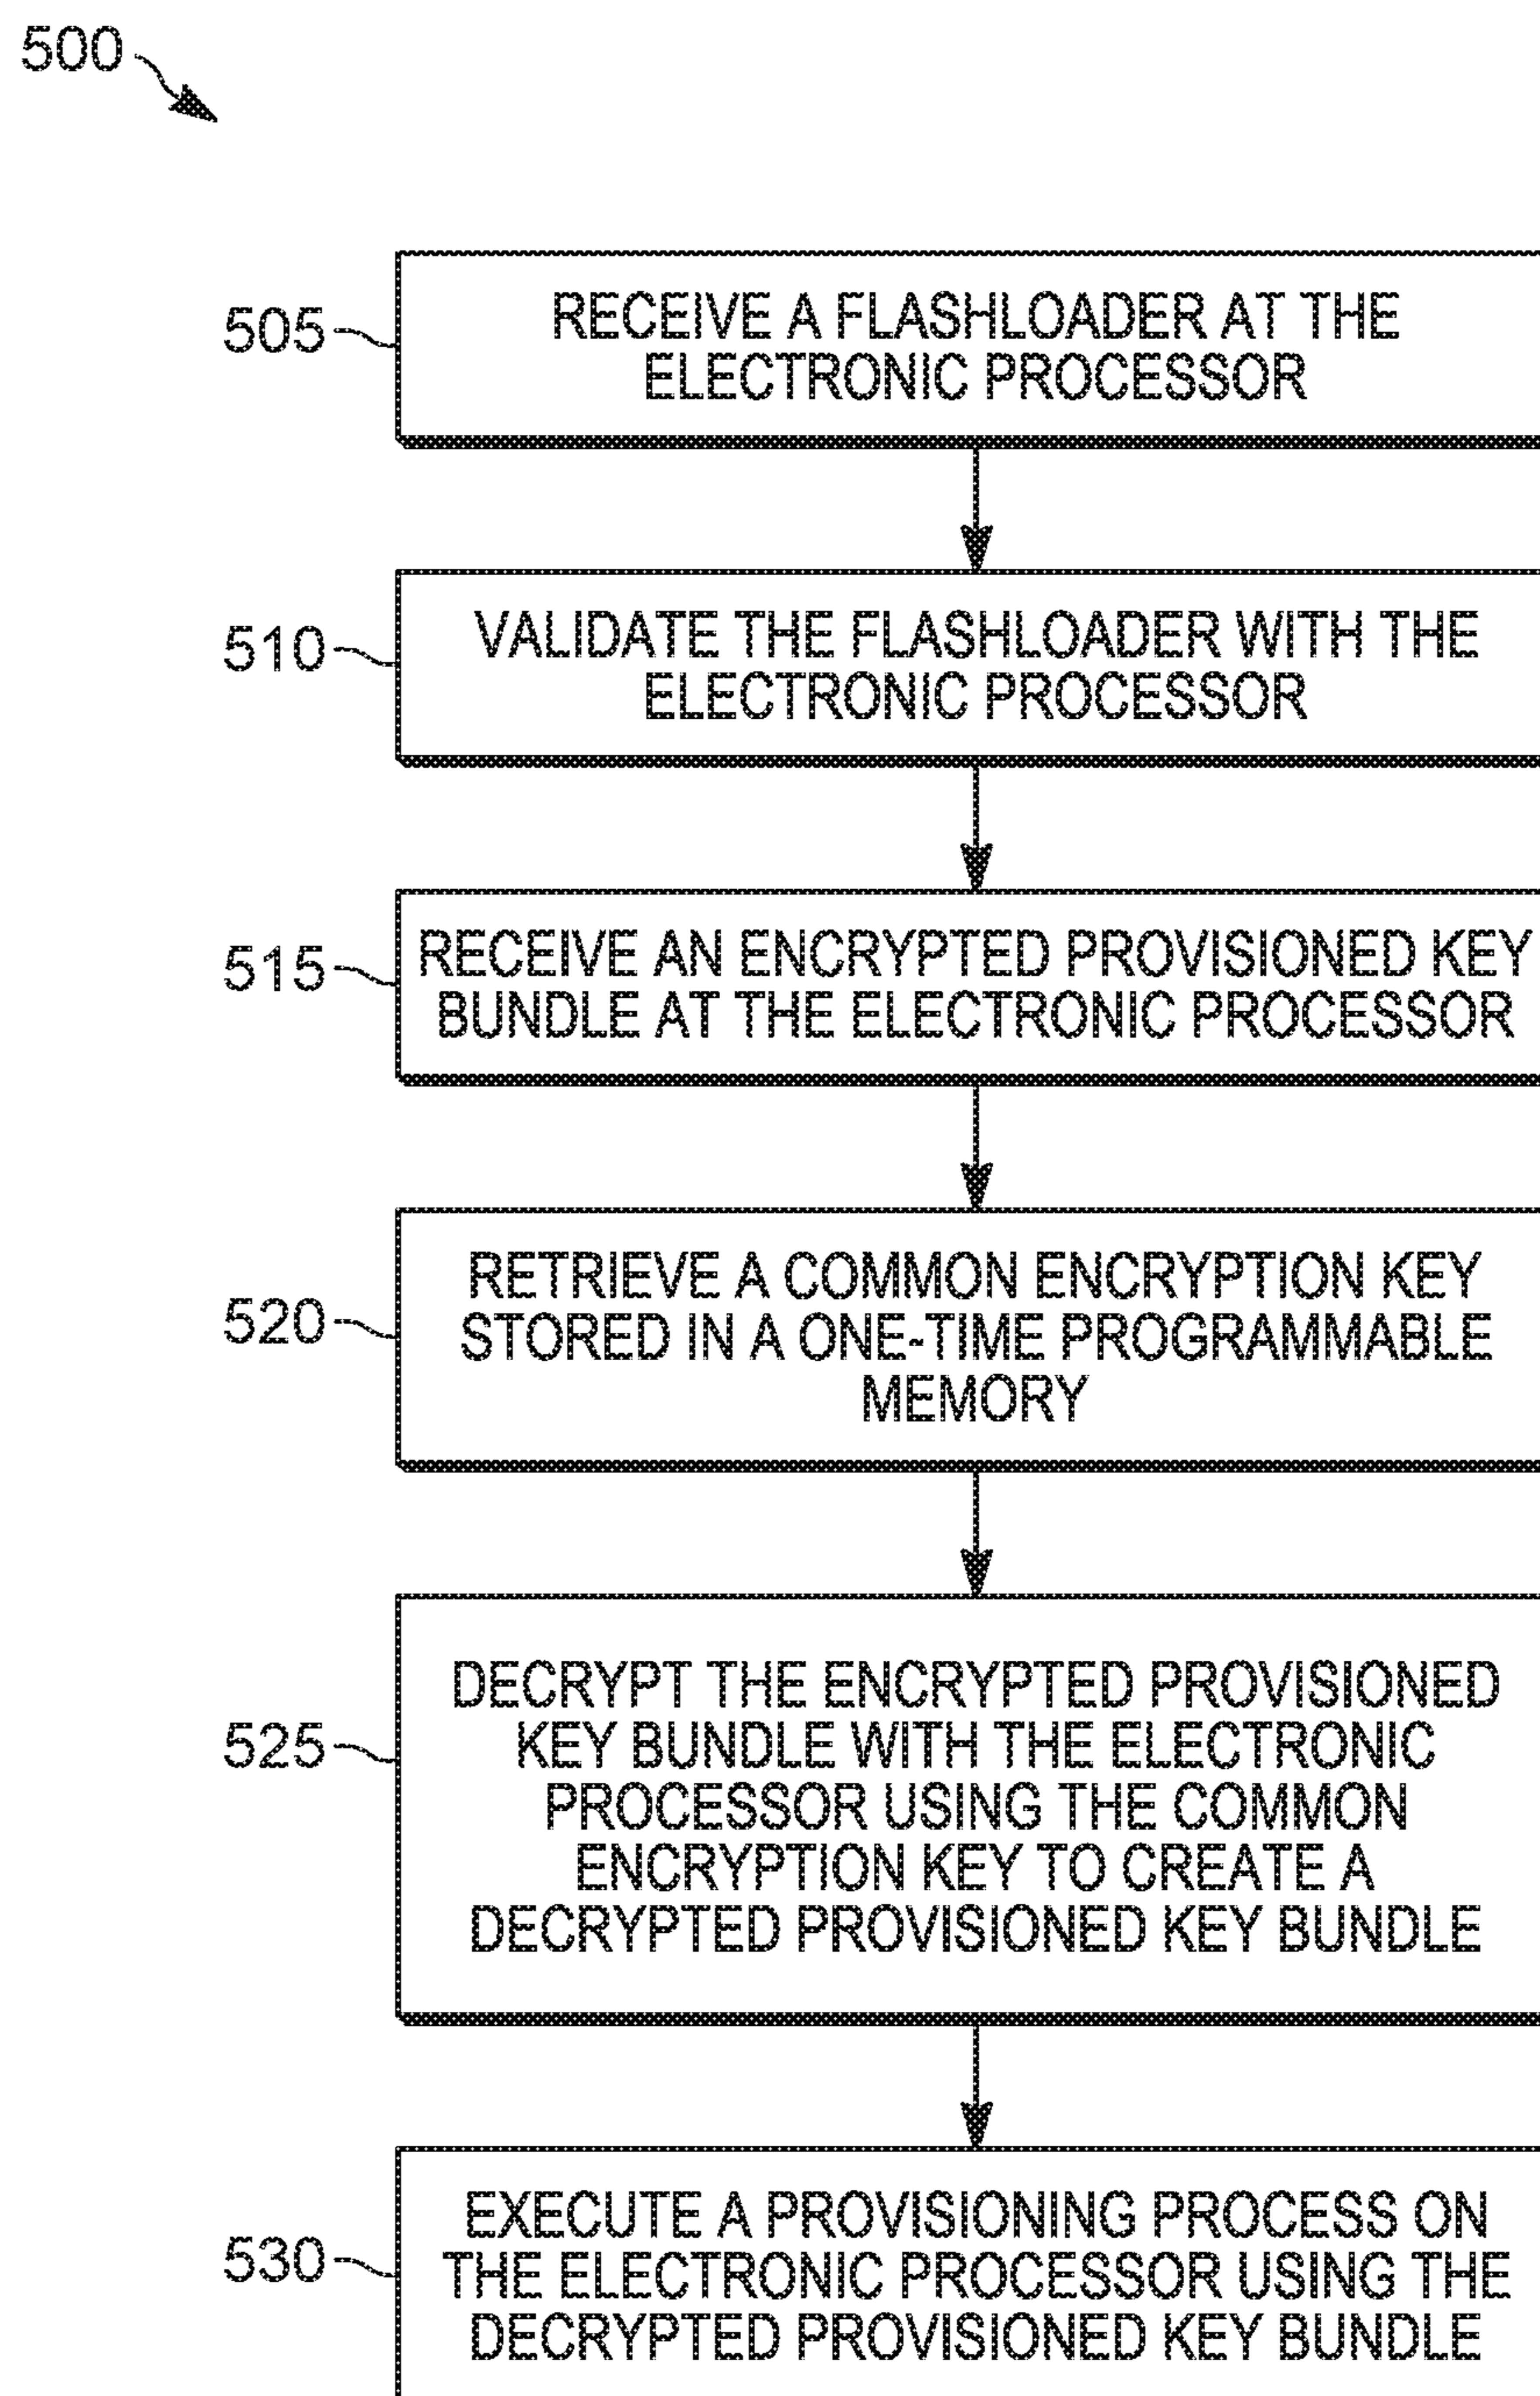 500
505
RECEIVE A FLASHLOADER AT THE
ELECTRONIC PROCESSOR
510
VALIDATE THE FLASHLOADER WITH THE
ELECTRONIC PROCESSOR
515
RECEIVE AN ENCRYPTED PROVISIONED KEY
BUNDLE AT THE ELECTRONIC PROCESSOR
520
RETRIEVE A COMMON ENCRYPTION KEY
STORED IN A ONE-TIME PROGRAMMABLE
MEMORY
525
DECRYPT THE ENCRYPTED PROVISIONED
KEY BUNDLE WITH THE ELECTRONIC
PROCESSOR USING THE COMMON
ENCRYPTION KEY TO CREATE A
DECRYPTED PROVISIONED KEY BUNDLE
530
EXECUTE A PROVISIONING PROCESS ON
THE ELECTRONIC PROCESSOR USING THE
DECRYPTED PROVISIONED KEY BUNDLE